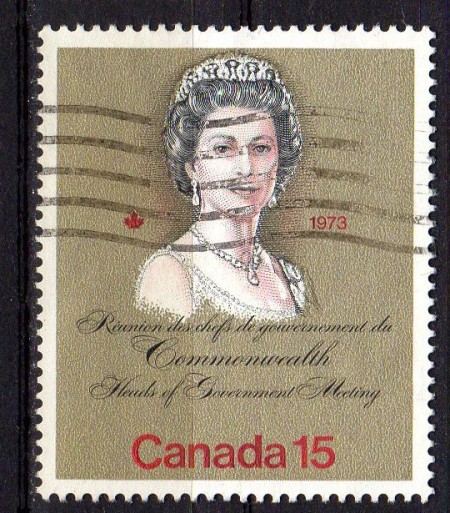 1973
Réunion des chefs de gouvernement du
Commonwealth
Heads of Government Meeting
Canada 15